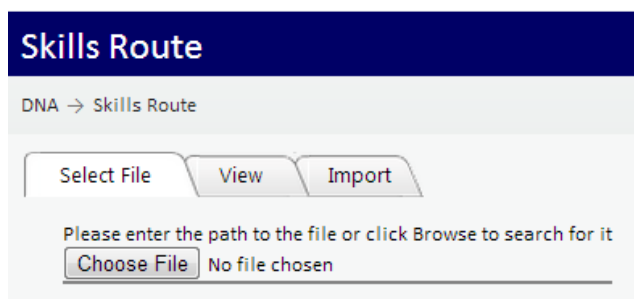 Skills Route
DNA → Skills Route
Select File View Import
Please enter the path to the file or click Browse to search for it
Choose File No file chosen